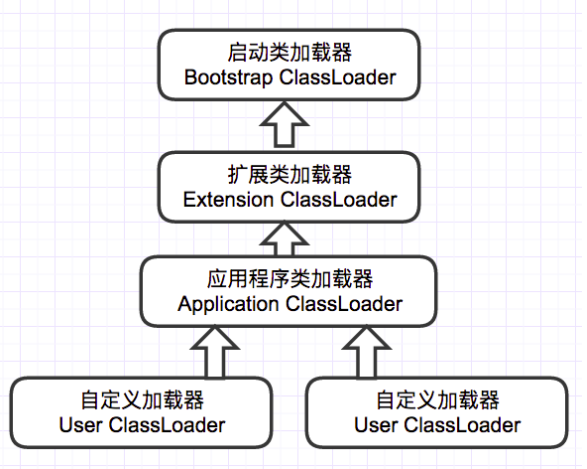 启动类加载器
Bootstrap ClassLoader
扩展类加载器
Extension ClassLoader
应用程序类加载器
Application ClassLoader
自定义加载器
User ClassLoader
自定义加载器
User ClassLoader